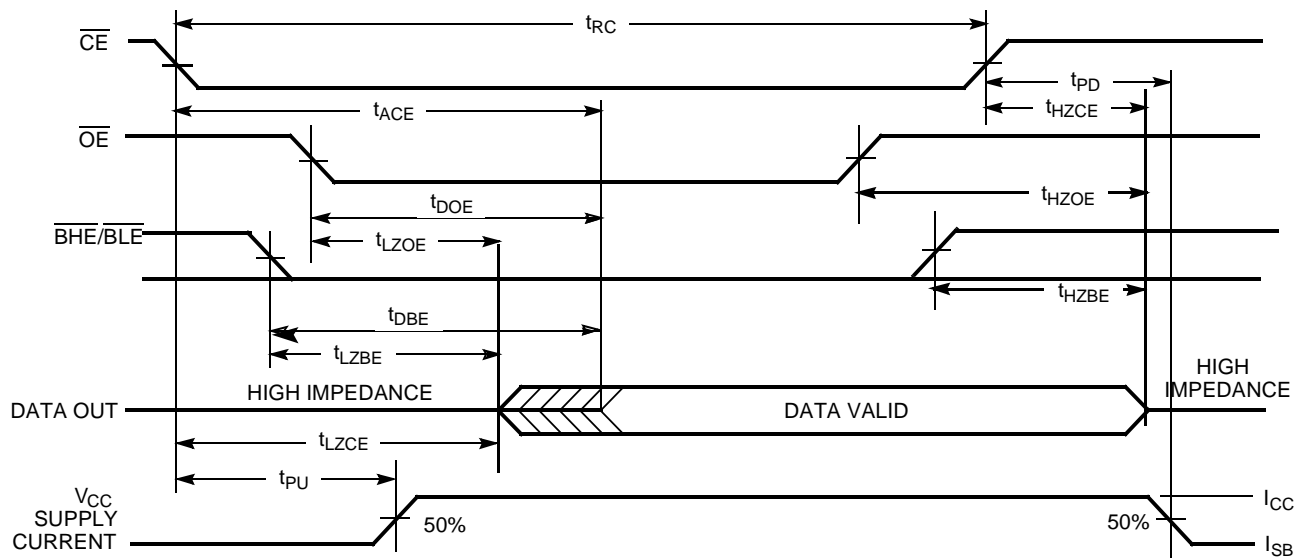 tRC
CE
tPD
tACE
tHZCE
OE
tDOE
tHZOE
BHE/BLE
tLZOE
tHZBE
tDBE
tLZBE
HIGH IMPEDANCE
HIGH
IMPEDANCE
DATA OUT
DATA VALID
tLZCE
tPU
VCC
SUPPLY
CURRENT
50%
50%
ICC
ISB